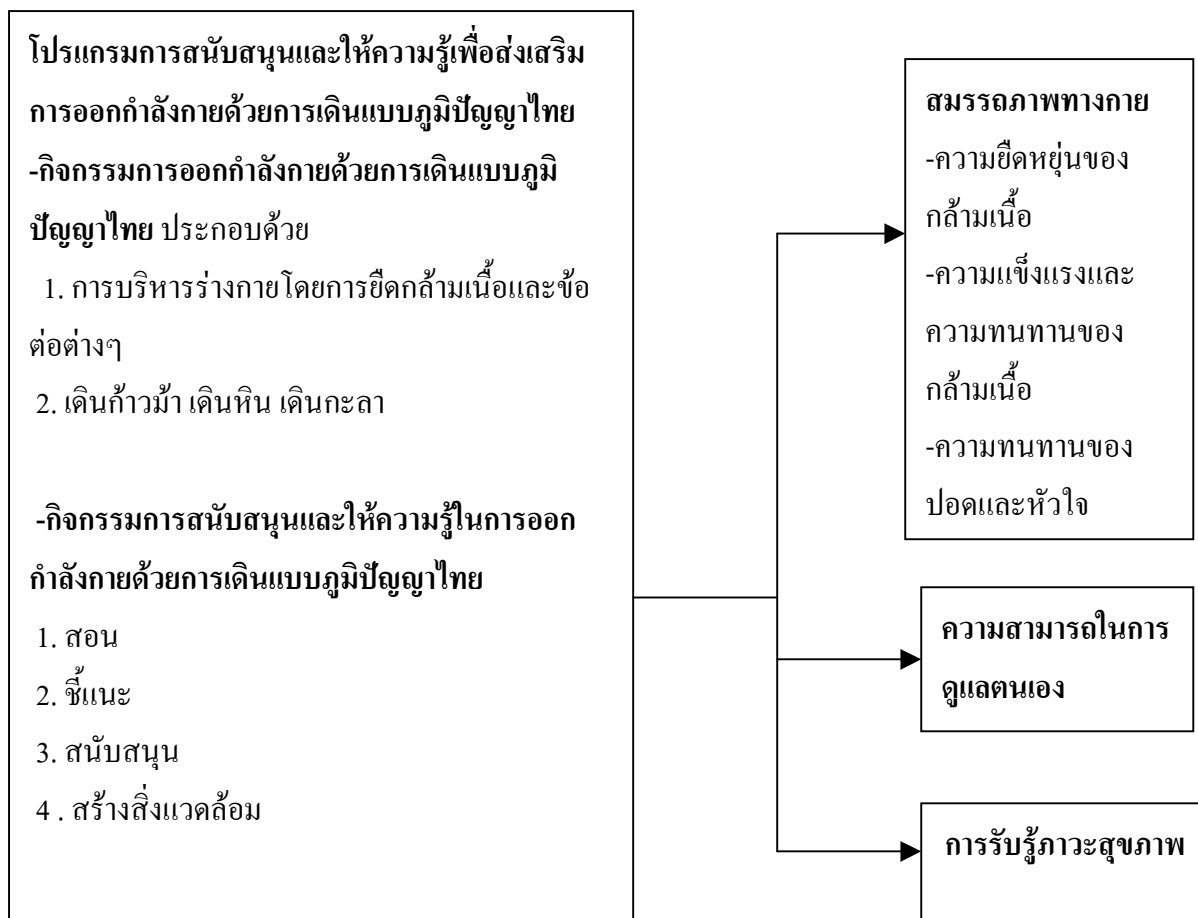 โปรแกรมการสนับสนุนและให้ความรู้เพื่อส่งเสริม
การออกกำลังกายด้วยการเดินแบบภูมิปัญญาไทย
-กิจกรรมการออกกำลังกายด้วยการเดินแบบภูมิ
ปัญญาไทย ประกอบด้วย
1. การบริหารร่างกายโดยการยืดกล้ามเนื้อและข้อ
ต่อต่างๆ
2. เดินก้าวม้า เดินหิน เดินกะลา
-กิจกรรมการสนับสนุนและให้ความรู้ในการออก
กำลังกายด้วยการเดินแบบภูมิปัญญาไทย
1. สอน
2. ชี้แนะ
3. สนับสนุน
4 . สร้างสิ่งแวดล้อม
สมรรถภาพทางกาย
-ความยืดหยุ่นของ
กล้ามเนื้อ
-ความแข็งแรงและ
ความทนทานของ
กล้ามเนื้อ
-ความทนทานของ
ปอดและหัวใจ
ความสามารถในการ
ดูแลตนเอง
การรับรู้ภาวะสุขภาพ